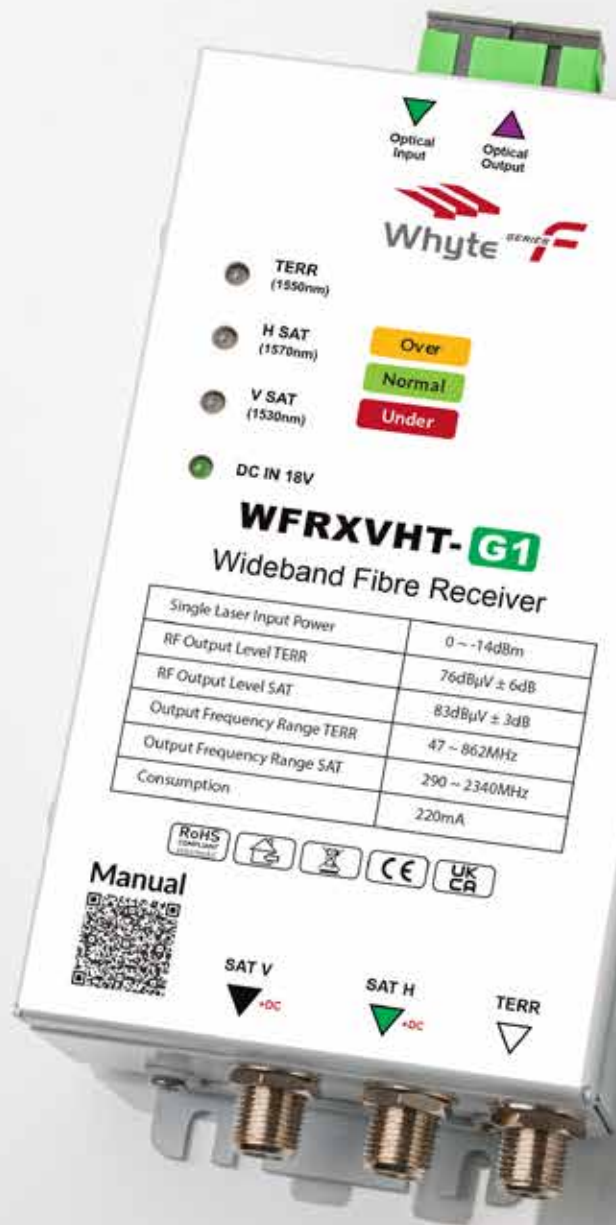 Optical Input
Optical Output
Whyte SERIES F
TERR
(1550nm)
H SAT
(1570nm)
V SAT
(1530nm)
Over
Normal
Under
DC IN 18V
WFRXVHT-G1
Wideband Fibre Receiver
Single Laser Input Power 0 ~ -14dBm
RF Output Level TERR 76dBμV ± 6dB
RF Output Level SAT 83dBμV ± 3dB
Output Frequency Range TERR 47 ~ 862MHz
Output Frequency Range SAT 290 ~ 2340MHz
Consumption 220mA
RoHS
COMPLIANT
CE
UK
CA
Manual
SAT V
+DC
SAT H
+DC
TERR